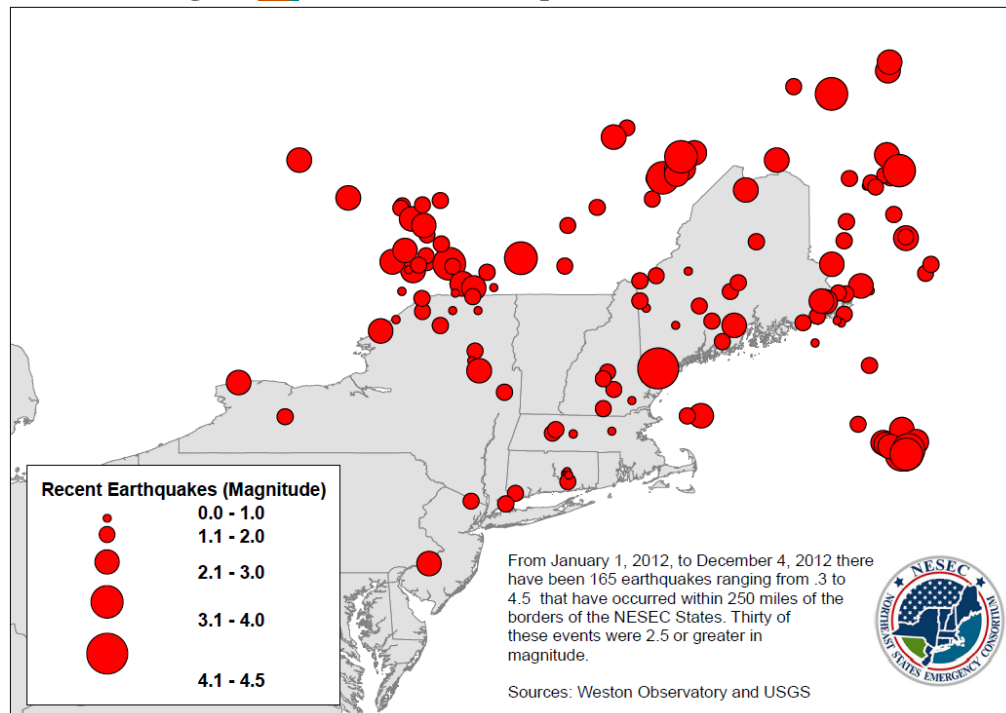 Recent Earthquakes (Magnitude)
0.0 - 1.0
1.1 - 2.0
2.1 - 3.0
3.1 - 4.0
4.1 - 4.5
From January 1, 2012, to December 4, 2012 there
have been 165 earthquakes ranging from .3 to
4.5 that have occurred within 250 miles of the
borders of the NESEC States. Thirty of
these events were 2.5 or greater in
magnitude.
Sources: Weston Observatory and USGS
NESEC
NORTHEAST STATES EMERGENCY CONSORTIUM